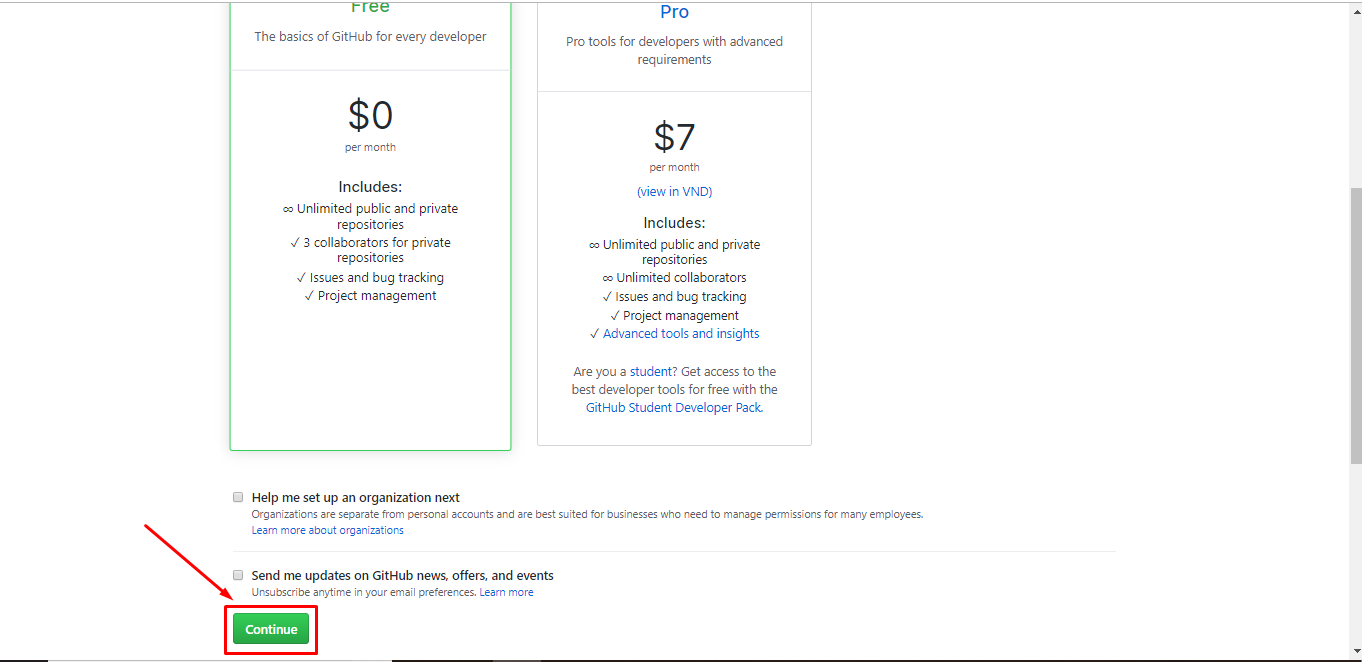 Free
The basics of GitHub for every developer
$0
per month
Includes:
∞ Unlimited public and private
repositories
✓ 3 collaborators for private
repositories
✓ Issues and bug tracking
✓ Project management
Pro
Pro tools for developers with advanced
requirements
$7
per month
(view in VND)
Includes:
∞ Unlimited public and private
repositories
∞ Unlimited collaborators
✓ Issues and bug tracking
✓ Project management
✓ Advanced tools and insights
Are you a student? Get access to the
best developer tools for free with the
GitHub Student Developer Pack.
Help me set up an organization next
Organizations are separate from personal accounts and are best suited for businesses who need to manage permissions for many employees.
Learn more about organizations
Send me updates on GitHub news, offers, and events
Unsubscribe anytime in your email preferences. Learn more
Continue